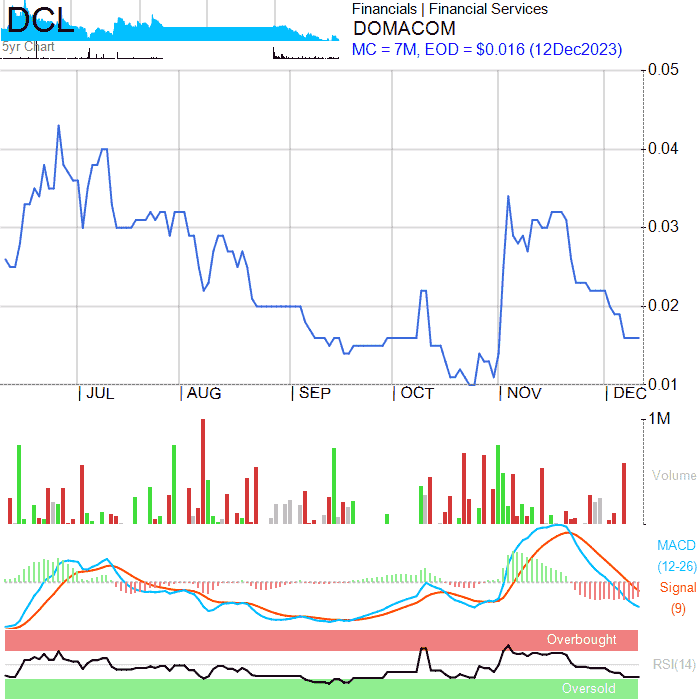 DCL
5yr Chart
Financials | Financial Services
DOMACOM
MC = 7M, EOD = $0.016 (12Dec2023)
0.05
0.04
0.03
0.02
0.01
JUL AUG SEP OCT NOV DEC
1M
Volume
MACD
(12-26)
Signal
(9)
Overbought
RSI(14)
Oversold